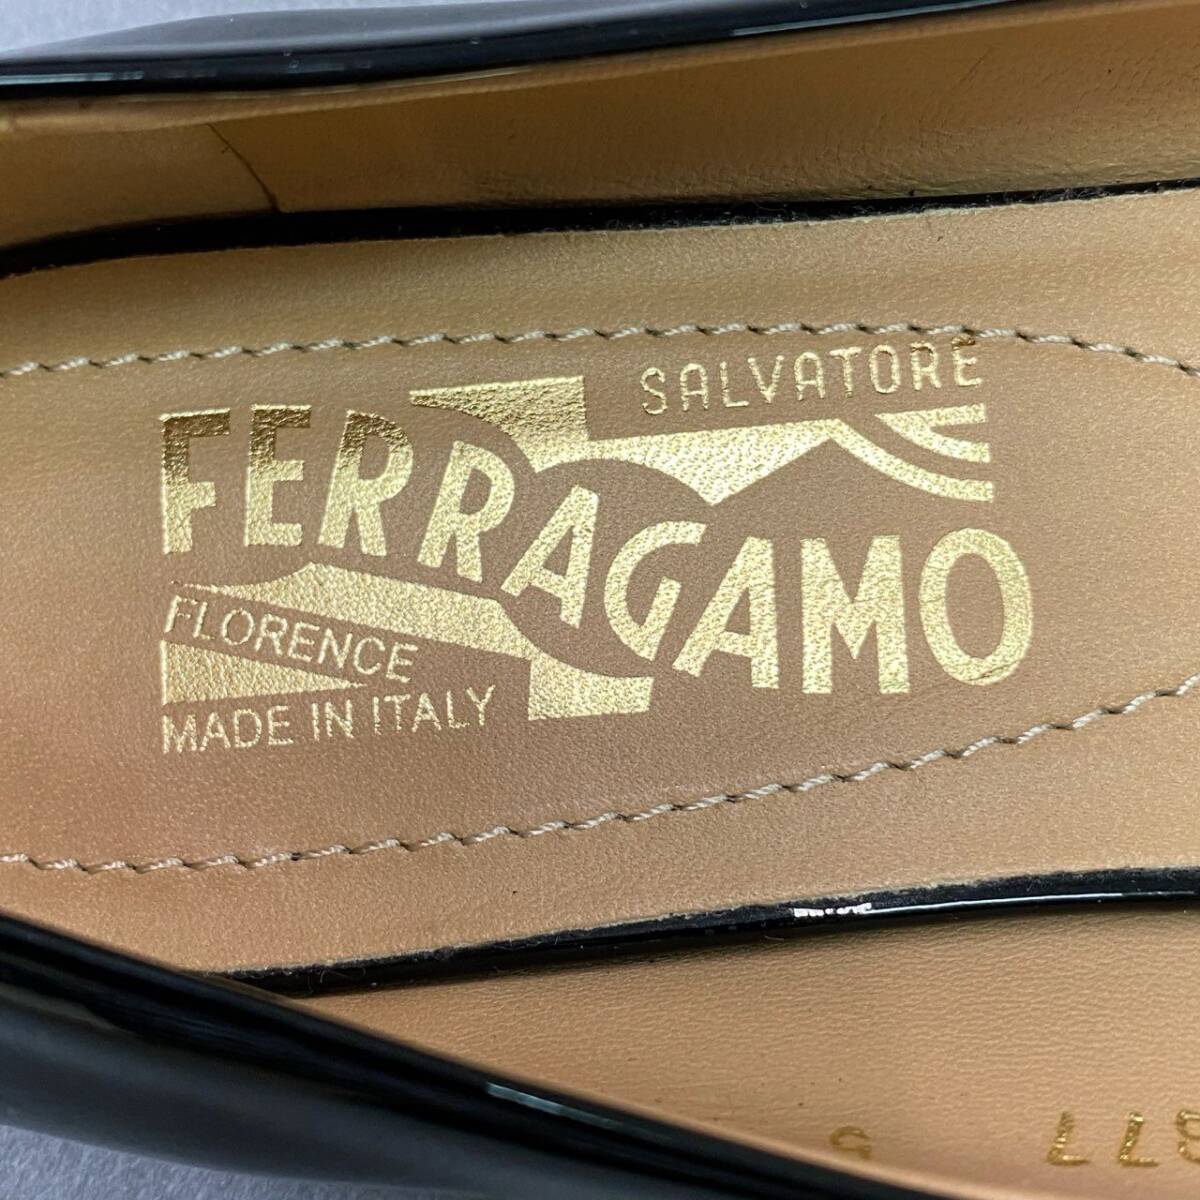 SALVATORE
FERRAGAMO
FLORENCE
MADE IN ITALY